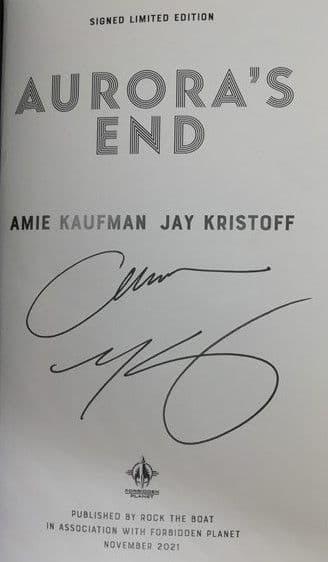 SIGNED LIMITED EDITION
AURORA'S
END
AMIE KAUFMAN JAY KRISTOFF
FORBIDDEN
PLANET
PUBLISHED BY ROCK THE BOAT
IN ASSOCIATION WITH FORBIDDEN PLANET
NOVEMBER 2021